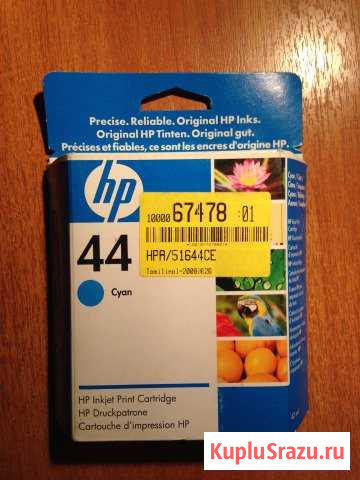 Precise. Reliable. Original HP Inks.
Original HP Tinten. Original gut.
Précises et fiables, ce sont les encres d'origine HP.
hp
10000 67478 :01
HPA/51644CE
44
Cyan
HP Inkjet Print Cartridge
HP Druckpatrone
Cartouche d'impression HP
KupluSrazu.ru